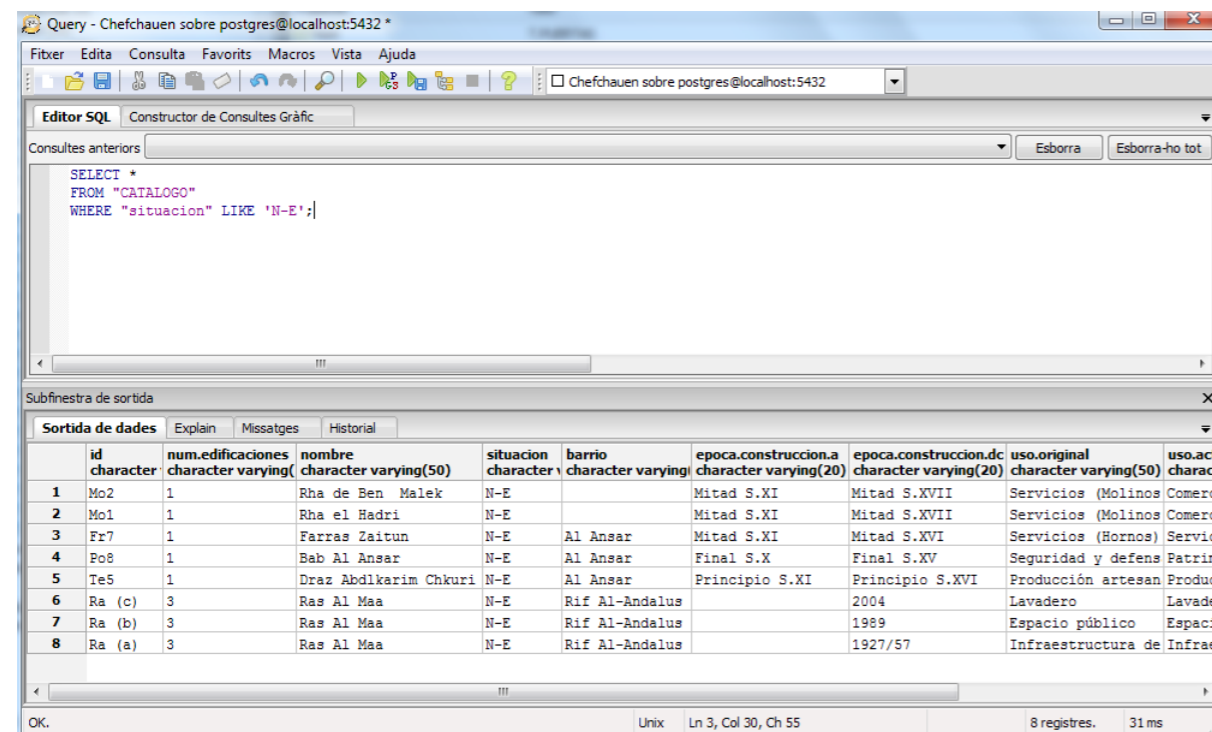 Query - Chefchauen sobre postgres@localhost:5432 *
Fitxer Edita Consulta Favorits Macros Vista Ajuda
Chefchauen sobre postgres@localhost:5432
Editor SQL Constructor de Consultes Gràfic
Consultes anteriors Esborra Esborra-ho tot
SELECT *
FROM "CATALOGO"
WHERE "situacion" LIKE 'N-E';
Subfinestra de sortida
Sortida de dades Explain Missatges Historial
id num.edificaciones nombre situacion barrio epoca.construccion.a epoca.construccion.dc uso.original uso.ac
character character varying( character varying(50) character v character varying( character varying(20) character varying(20) character varying(50) charac
1 Mo2 1 Rha de Ben Malek N-E Mitad S.XI Mitad S.XVII Servicios (Molinos Comerc
2 Mo1 1 Rha el Hadri N-E Mitad S.XI Mitad S.XVII Servicios (Molinos Comerc
3 Fr7 1 Farras Zaitun N-E Al Ansar Mitad S.XI Mitad S.XVI Servicios (Hornos) Servic
4 Po8 1 Bab Al Ansar N-E Al Ansar Final S.X Final S.XV Seguridad y defens Patrim
5 Te5 1 Draz Abdlkarim Chkuri N-E Al Ansar Principio S.XI Principio S.XVI Producción artesan Produc
6 Ra (c) 3 Ras Al Maa N-E Rif Al-Andalus 2004 Lavadero Lavade
7 Ra (b) 3 Ras Al Maa N-E Rif Al-Andalus 1989 Espacio público Espaci
8 Ra (a) 3 Ras Al Maa N-E Rif Al-Andalus 1927/57 Infraestructura de Infrae
OK. Unix Ln 3, Col 30, Ch 55 8 registres. 31 ms